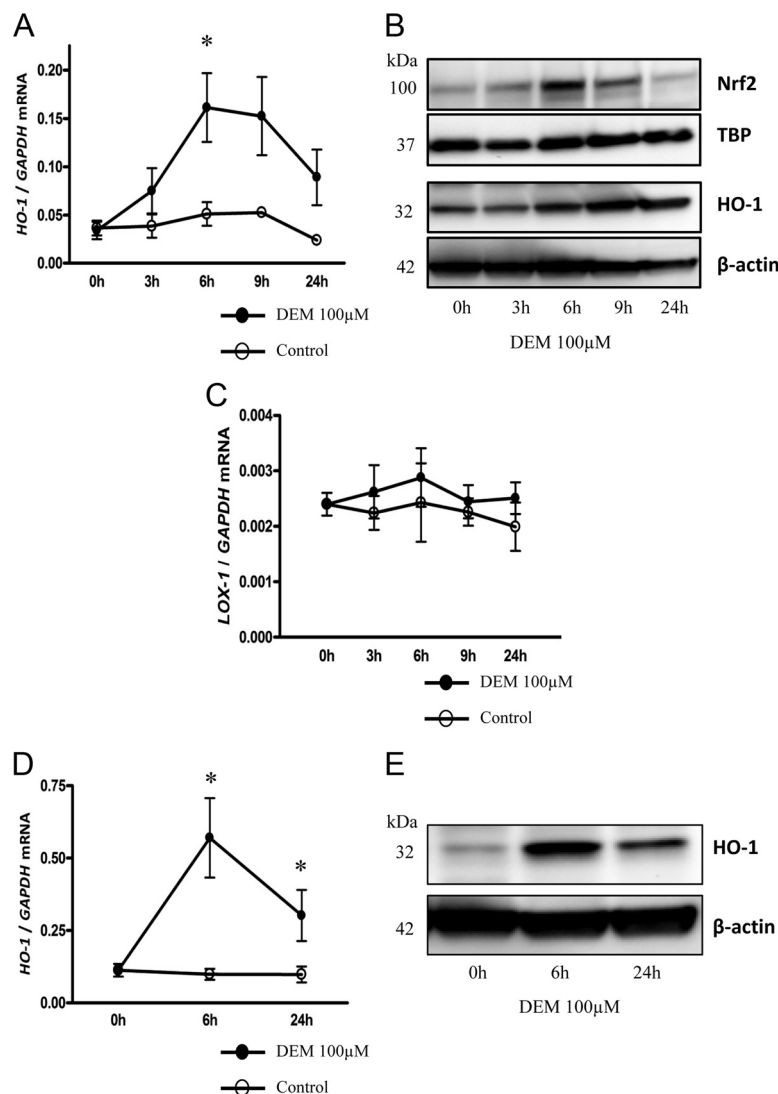 A
*
HO-1 / GAPDH mRNA
0.20
0.15
0.10
0.05
0.00
0h 3h 6h 9h 24h
DEM 100µM
Control
B
kDa
100
Nrf2
37
TBP
32
HO-1
42
β-actin
0h 3h 6h 9h 24h
DEM 100µM
C
LOX-1 / GAPDH mRNA
0.004
0.003
0.002
0.001
0.000
0h 3h 6h 9h 24h
DEM 100µM
Control
D
* *
HO-1 / GAPDH mRNA
0.75
0.50
0.25
0.00
0h 6h 24h
DEM 100µM
Control
E
kDa
32
HO-1
42
β-actin
0h 6h 24h
DEM 100µM